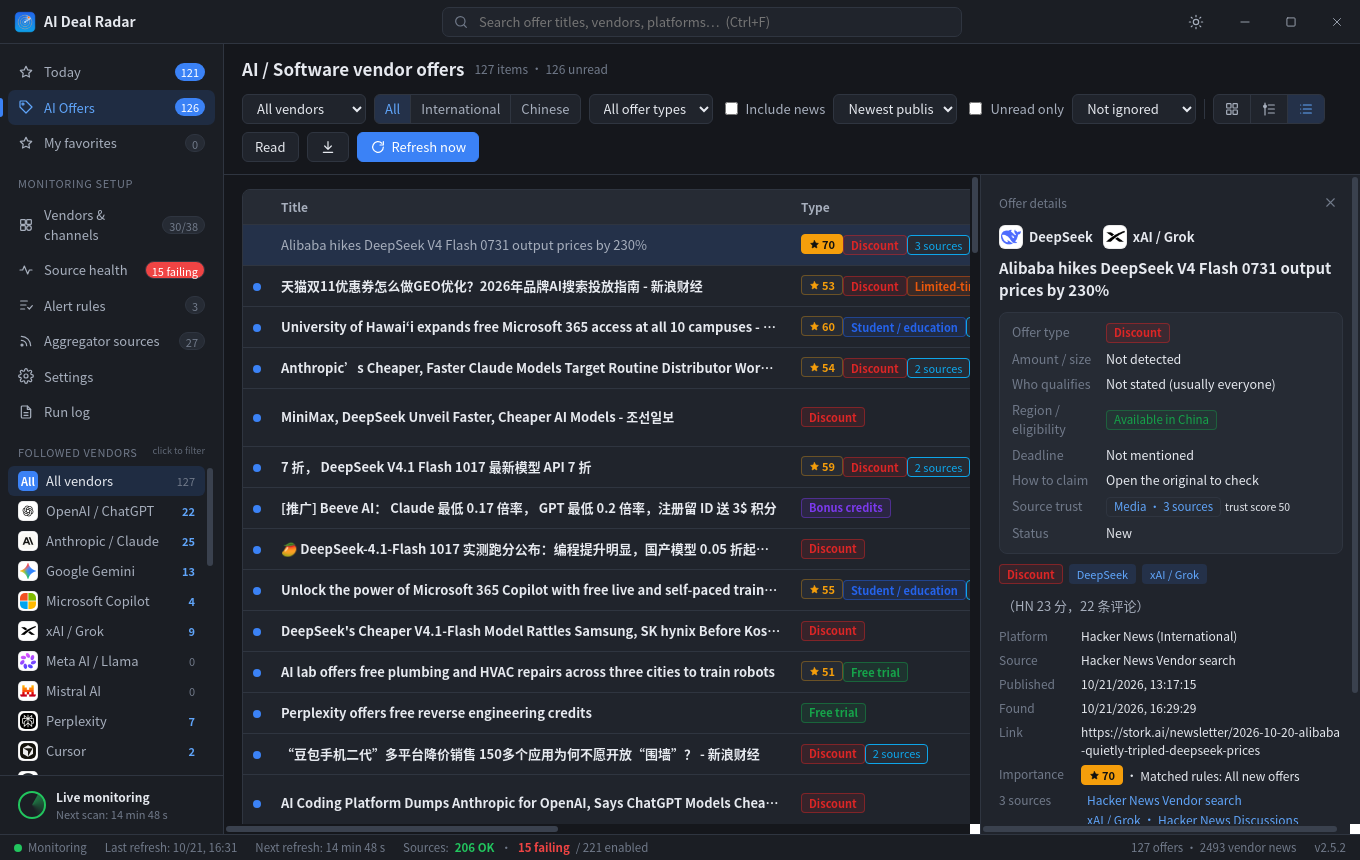 AI Deal Radar
Search offer titles, vendors, platforms… (Ctrl+F)
Today 121
AI Offers 126
My favorites 0
MONITORING SETUP
Vendors & channels 30/38
Source health 15 failing
Alert rules 3
Aggregator sources 27
Settings
Run log
FOLLOWED VENDORS click to filter
All All vendors 127
OpenAI / ChatGPT 22
Anthropic / Claude 25
Google Gemini 13
Microsoft Copilot 4
xAI / Grok 9
Meta AI / Llama 0
Mistral AI 0
Perplexity 7
Cursor 2
Live monitoring
Next scan: 14 min 48 s
AI / Software vendor offers 127 items · 126 unread
All vendors All International Chinese All offer types Include news Newest publis Unread only Not ignored
Read Refresh now
Title Type
Alibaba hikes DeepSeek V4 Flash 0731 output prices by 230% ★ 70 Discount 3 sources
天猫双11优惠券怎么做GEO优化？2026年品牌AI搜索投放指南 - 新浪财经 ★ 53 Discount Limited-ti
University of Hawaiʻi expands free Microsoft 365 access at all 10 campuses - … ★ 60 Student / education
Anthropic’s Cheaper, Faster Claude Models Target Routine Distributor Wor… ★ 54 Discount 2 sources
MiniMax, DeepSeek Unveil Faster, Cheaper AI Models - 조선일보 Discount
7 折， DeepSeek V4.1 Flash 1017 最新模型 API 7 折 ★ 59 Discount 2 sources
[推广] Beeve AI： Claude 最低 0.17 倍率， GPT 最低 0.2 倍率，注册留 ID 送 3$ 积分 Bonus credits
🥭 DeepSeek-4.1-Flash 1017 实测跑分公布：编程提升明显，国产模型 0.05 折起… Discount
Unlock the power of Microsoft 365 Copilot with free live and self-paced train… ★ 55 Student / education
DeepSeek's Cheaper V4.1-Flash Model Rattles Samsung, SK hynix Before Kos… Discount
AI lab offers free plumbing and HVAC repairs across three cities to train robots ★ 51 Free trial
Perplexity offers free reverse engineering credits Free trial
“豆包手机二代”多平台降价销售 150多个应用为何不愿开放“围墙”？ - 新浪财经 Discount 2 sources
AI Coding Platform Dumps Anthropic for OpenAI, Says ChatGPT Models Chea… Discount
Offer details
DeepSeek xAI / Grok
Alibaba hikes DeepSeek V4 Flash 0731 output
prices by 230%
Offer type Discount
Amount / size Not detected
Who qualifies Not stated (usually everyone)
Region / eligibility Available in China
Deadline Not mentioned
How to claim Open the original to check
Source trust Media · 3 sources trust score 50
Status New
Discount DeepSeek xAI / Grok
（HN 23 分，22 条评论）
Platform Hacker News (International)
Source Hacker News Vendor search
Published 10/21/2026, 13:17:15
Found 10/21/2026, 16:29:29
Link https://stork.ai/newsletter/2026-10-20-alibaba
-quietly-tripled-deepseek-prices
Importance ★ 70 · Matched rules: All new offers
3 sources Hacker News Vendor search
xAI / Grok · Hacker News Discussions
Monitoring Last refresh: 10/21, 16:31 Next refresh: 14 min 48 s Sources: 206 OK · 15 failing / 221 enabled 127 offers · 2493 vendor news v2.5.2